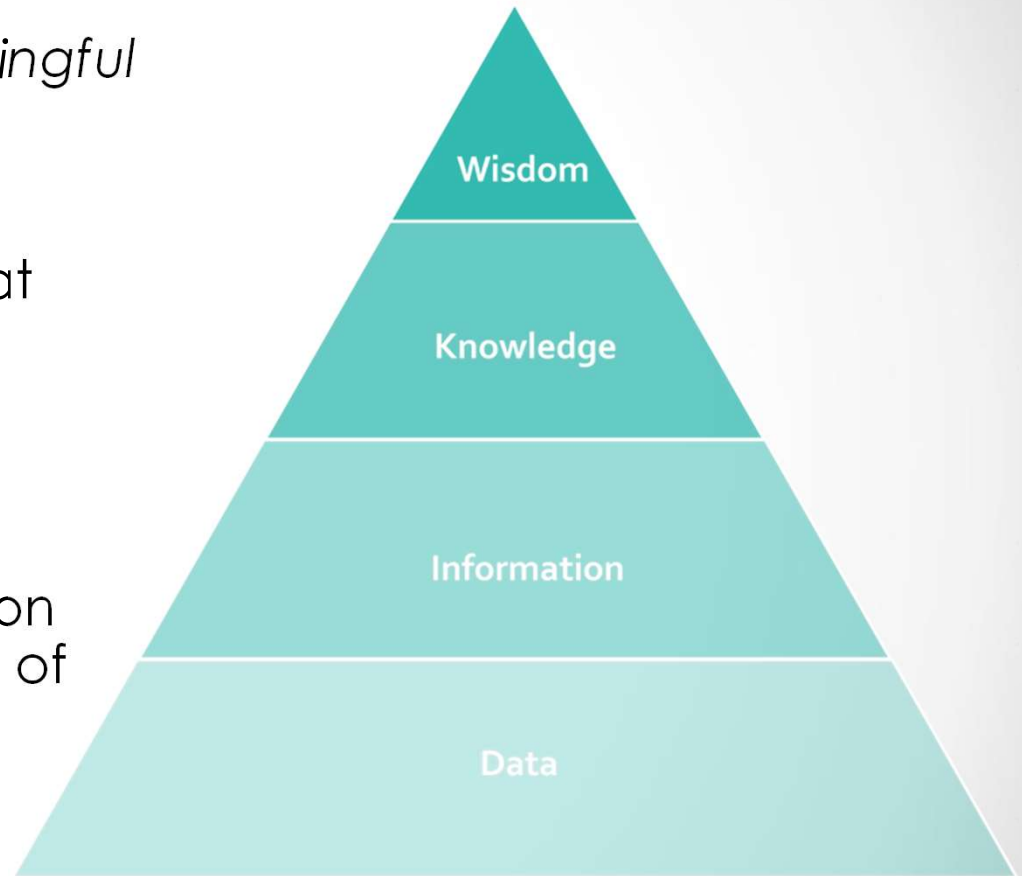 ingful
at
on
of
Wisdom
Knowledge
Information
Data